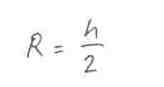 R = h/2